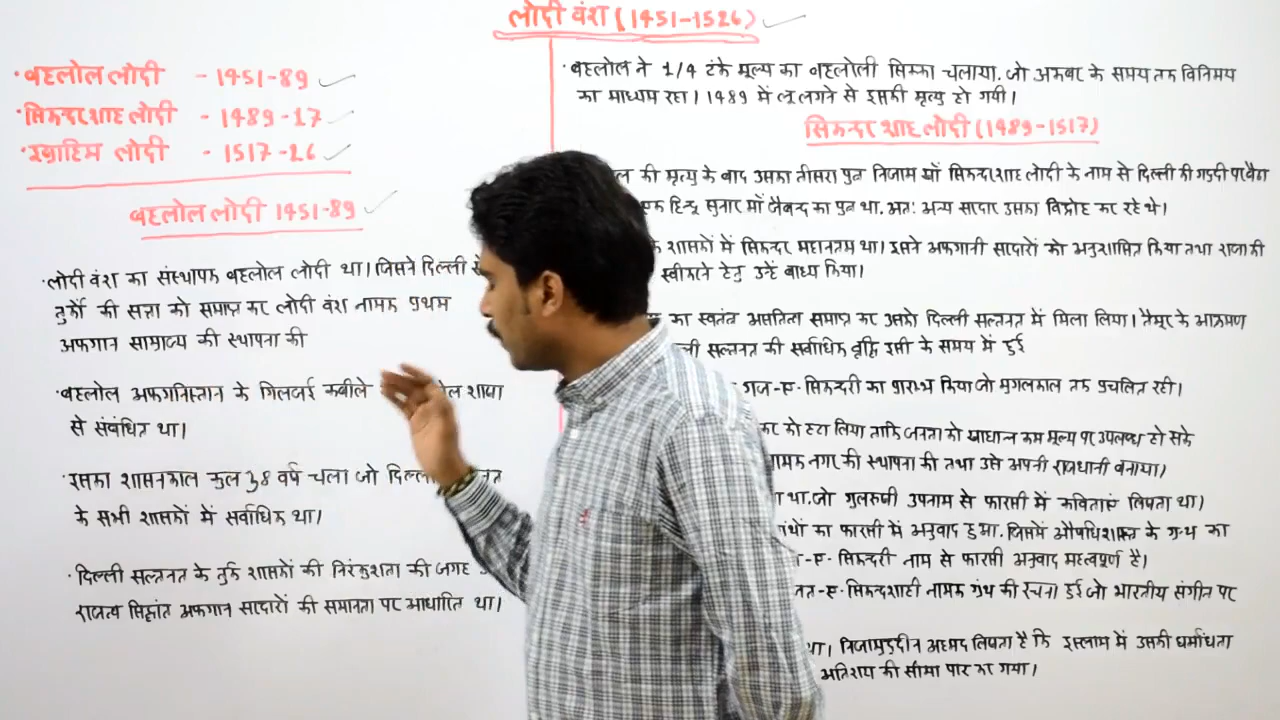 लोदी वंश (1451-1526)
·बहलोल लोदी - 1451-89
·सिकन्दरशाह लोदी - 1489-17
·इब्राहिम लोदी - 1517-26
बहलोल लोदी 1451-89
·लोदी वंश का संस्थापक बहलोल लोदी था। जिसने दिल्ली से
तुर्कों की सत्ता को समाप्त कर लोदी वंश नामक प्रथम
अफगान साम्राज्य की स्थापना की
·बहलोल अफगानिस्तान के गिलजई कबीले शाखा
से संबंधित था।
·इसका शासनकाल कुल 38 वर्ष चला जो दिल्ली
के सभी शासकों में सर्वाधिक था।
·दिल्ली सल्तनत के तुर्क शासकों की निरंकुशता की जगह
राजत्व सिद्धांत अफगान सरदारों की समानता पर आधारित था।
·बहलोल ने 1/4 टंके मूल्य का बहलोली सिक्का चलाया. जो अकबर के समय तक विनिमय
का माध्यम रहा। 1489 में लू लगने से इसकी मृत्यु हो गयी।
सिकन्दर शाह लोदी (1489-1517)
की मृत्यु के बाद उसका तीसरा पुत्र निजाम खाँ सिकन्दरशाह लोदी के नाम से दिल्ली की गद्दी पर बैठा
एक हिन्दू सुनार माँ जैबन्द का पुत्र था. अतः अन्य सरदार उसका विद्रोह कर रहे थे।
शासकों में सिकन्दर महानतम था। इसने अफगानी सरदारों को अनुशासित किया तथा राजा की
स्वीकारने हेतु उन्हें बाध्य किया।
का स्वतंत्र अस्तित्व समाप्त कर उसको दिल्ली सल्तनत में मिला लिया। तैमूर के आक्रमण
सल्तनत की सर्वाधिक वृद्धि इसी के समय में हुई
गज-ए-सिकन्दरी का प्रारम्भ किया जो मुगलकाल तक प्रचलित रही।
कर को हटा लिया ताकि जनता को खाद्यान्न कम मूल्य पर उपलब्ध हो सके
नामक नगर की स्थापना की तथा उसे अपनी राजधानी बनाया।
था. जो गुलरुखी उपनाम से फारसी में कविताएं लिखता था।
ग्रंथों का फारसी में अनुवाद हुआ. जिसमें औषधिशास्त्र के ग्रन्थ का
-ए-सिकन्दरी नाम से फारसी अनुवाद महत्वपूर्ण है।
-ए-सिकन्दरशाही नामक ग्रंथ की रचना हुई जो भारतीय संगीत पर
था। निजामुद्दीन अहमद लिखता है कि इस्लाम में उसकी धर्मांधता
अतिशय की सीमा पार कर गया।